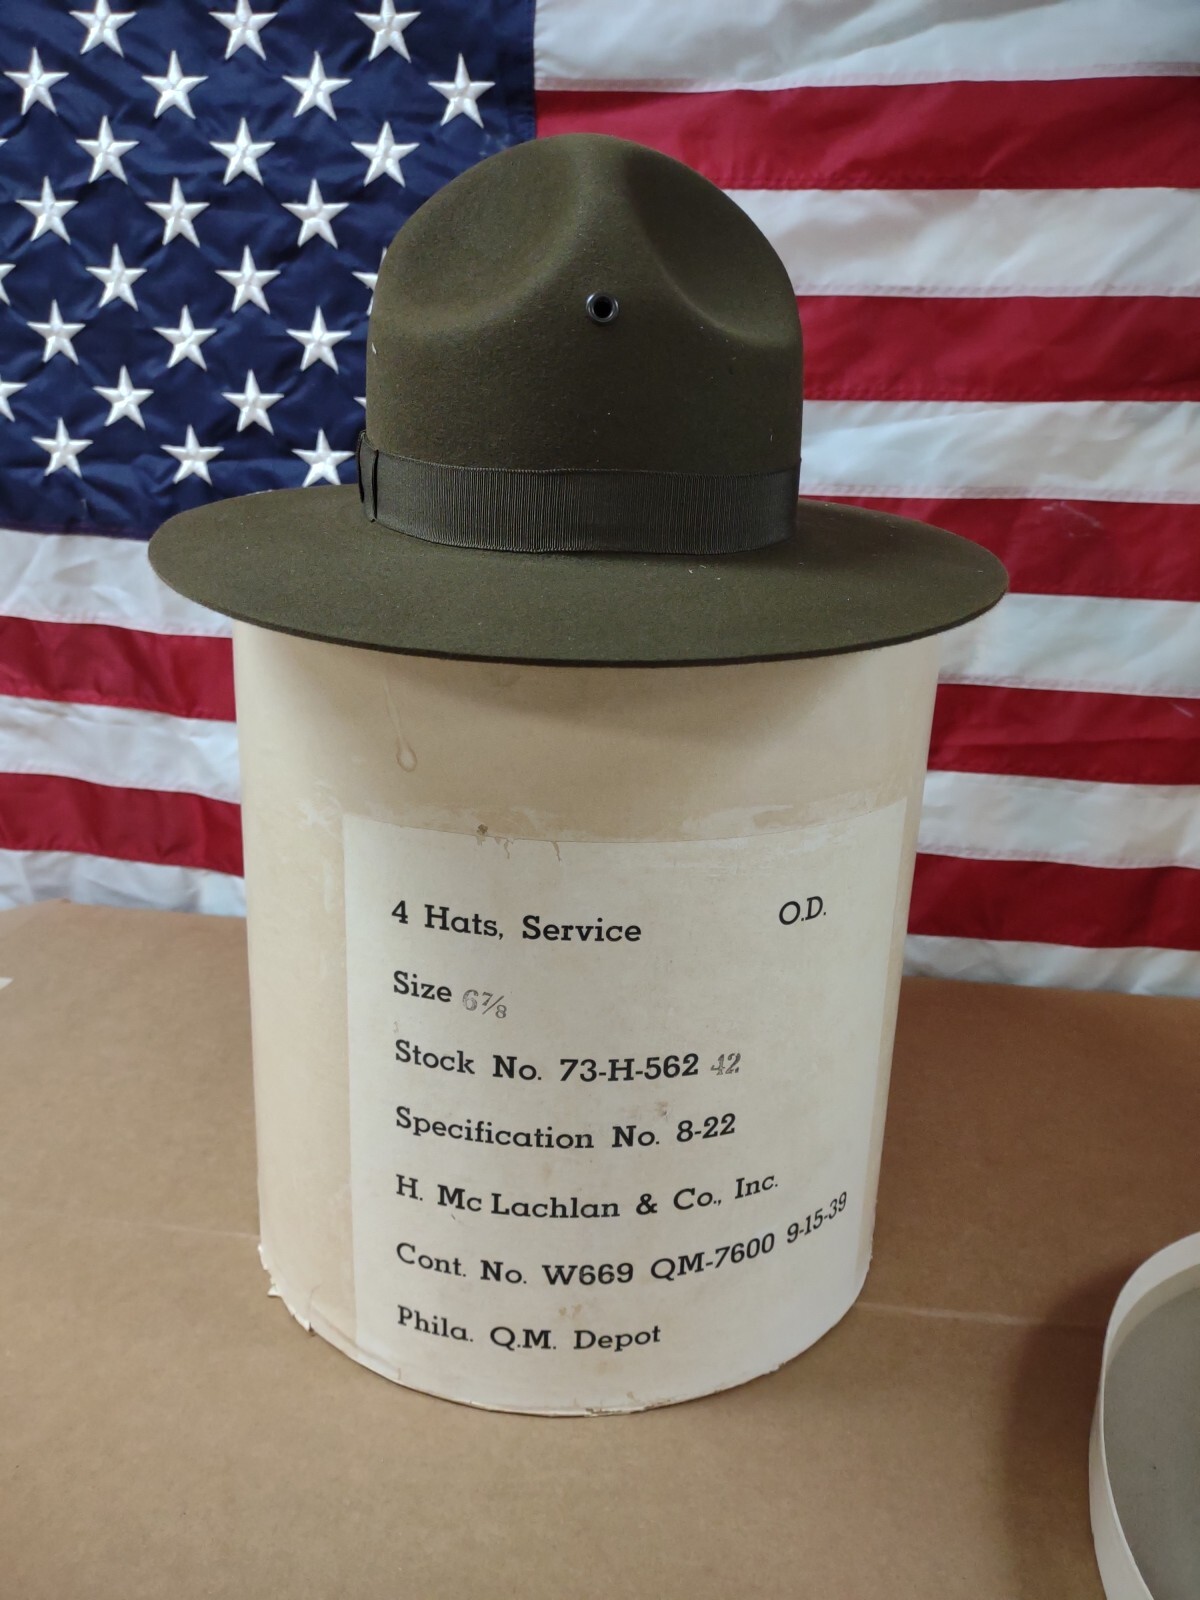 4 Hats, Service O.D.
Size 6⅞
Stock No. 73-H-562 42
Specification No. 8-22
H. Mc Lachlan & Co., Inc.
Cont. No. W669 QM-7600 9-15-39
Phila. Q.M. Depot